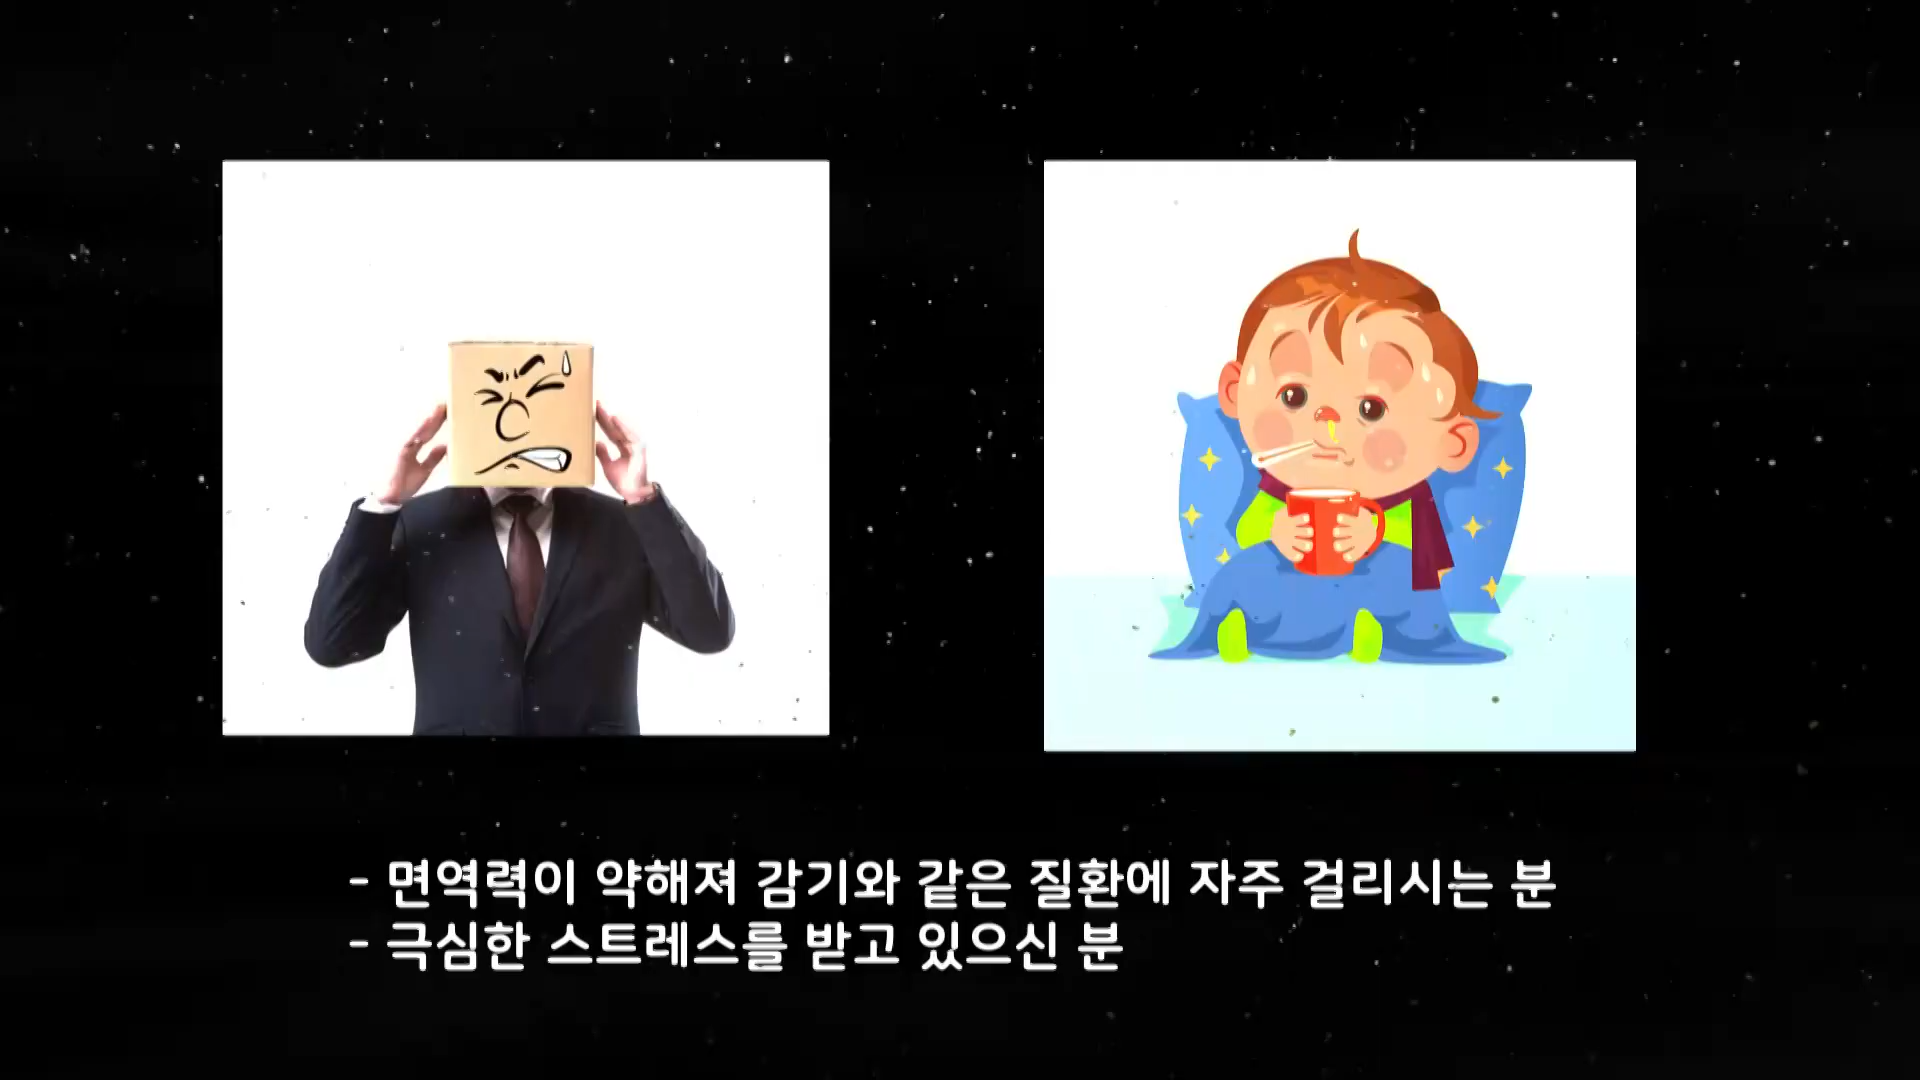 - 면역력이 약해져 감기와 같은 질환에 자주 걸리시는 분
- 극심한 스트레스를 받고 있으신 분